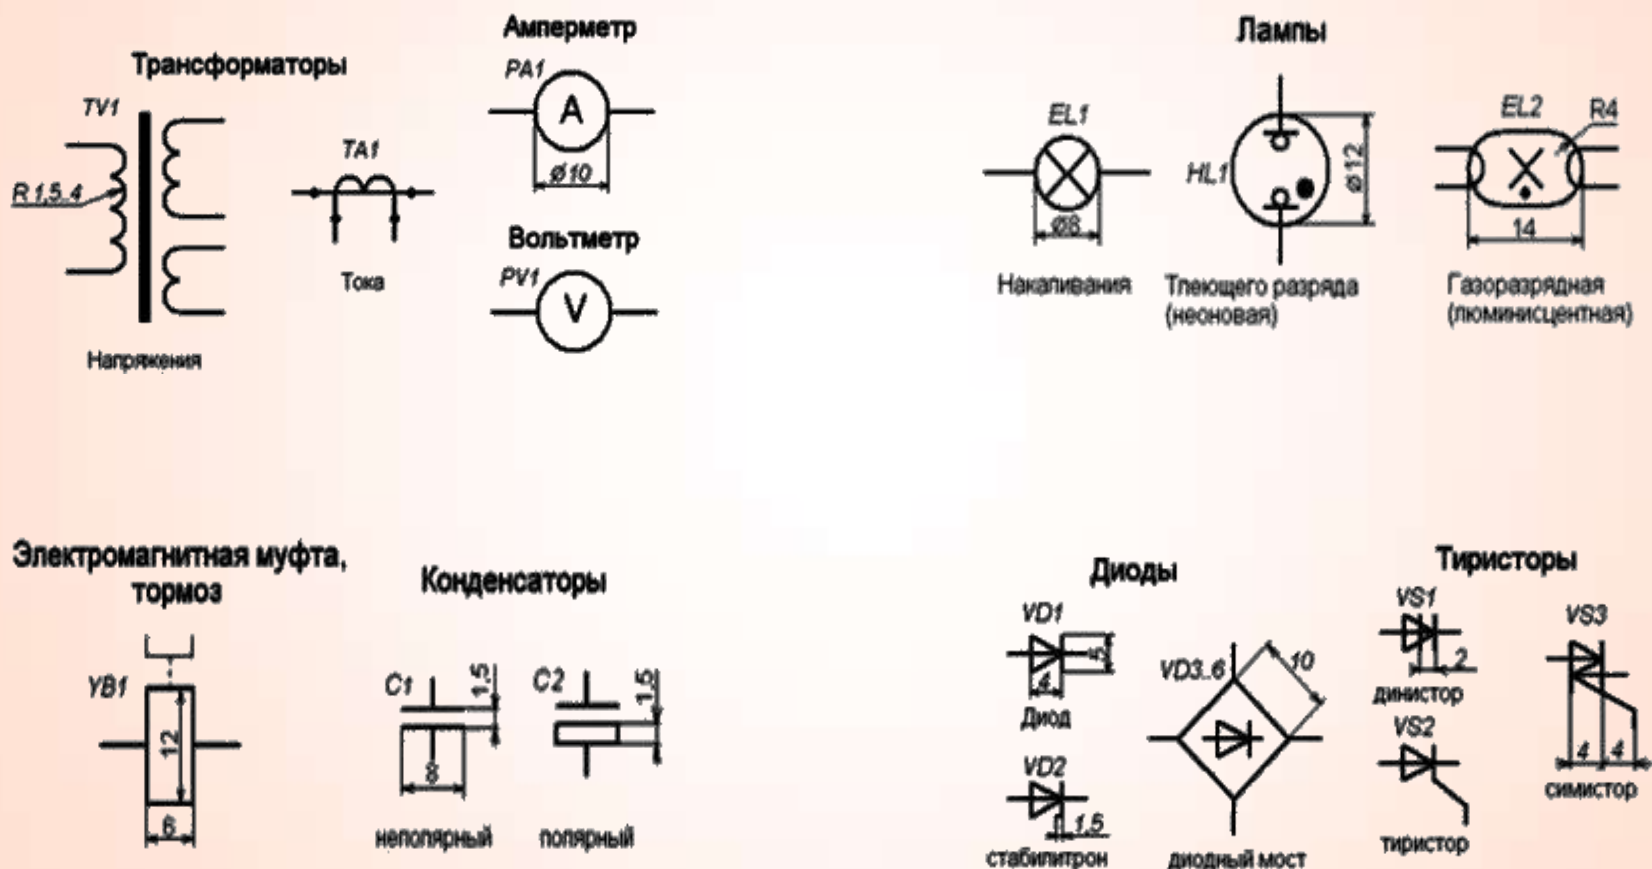 Трансформаторы
TV1
R 1,5..4
Напряжения
TA1
Тока
Амперметр
PA1
A
ø10
Вольтметр
PV1
V
Лампы
EL1
ø8
Накаливания
HL1
ø12
Тлеющего разряда
(неоновая)
EL2
R4
14
Газоразрядная
(люминисцентная)
Электромагнитная муфта,
тормоз
YB1
12
6
Конденсаторы
C1
1,5
8
неполярный
C2
1,5
полярный
Диоды
VD1
5
4
Диод
VD2
1,5
стабилитрон
VD3..6
10
диодный мост
Тиристоры
VS1
2
динистор
VS2
тиристор
VS3
4
4
симистор